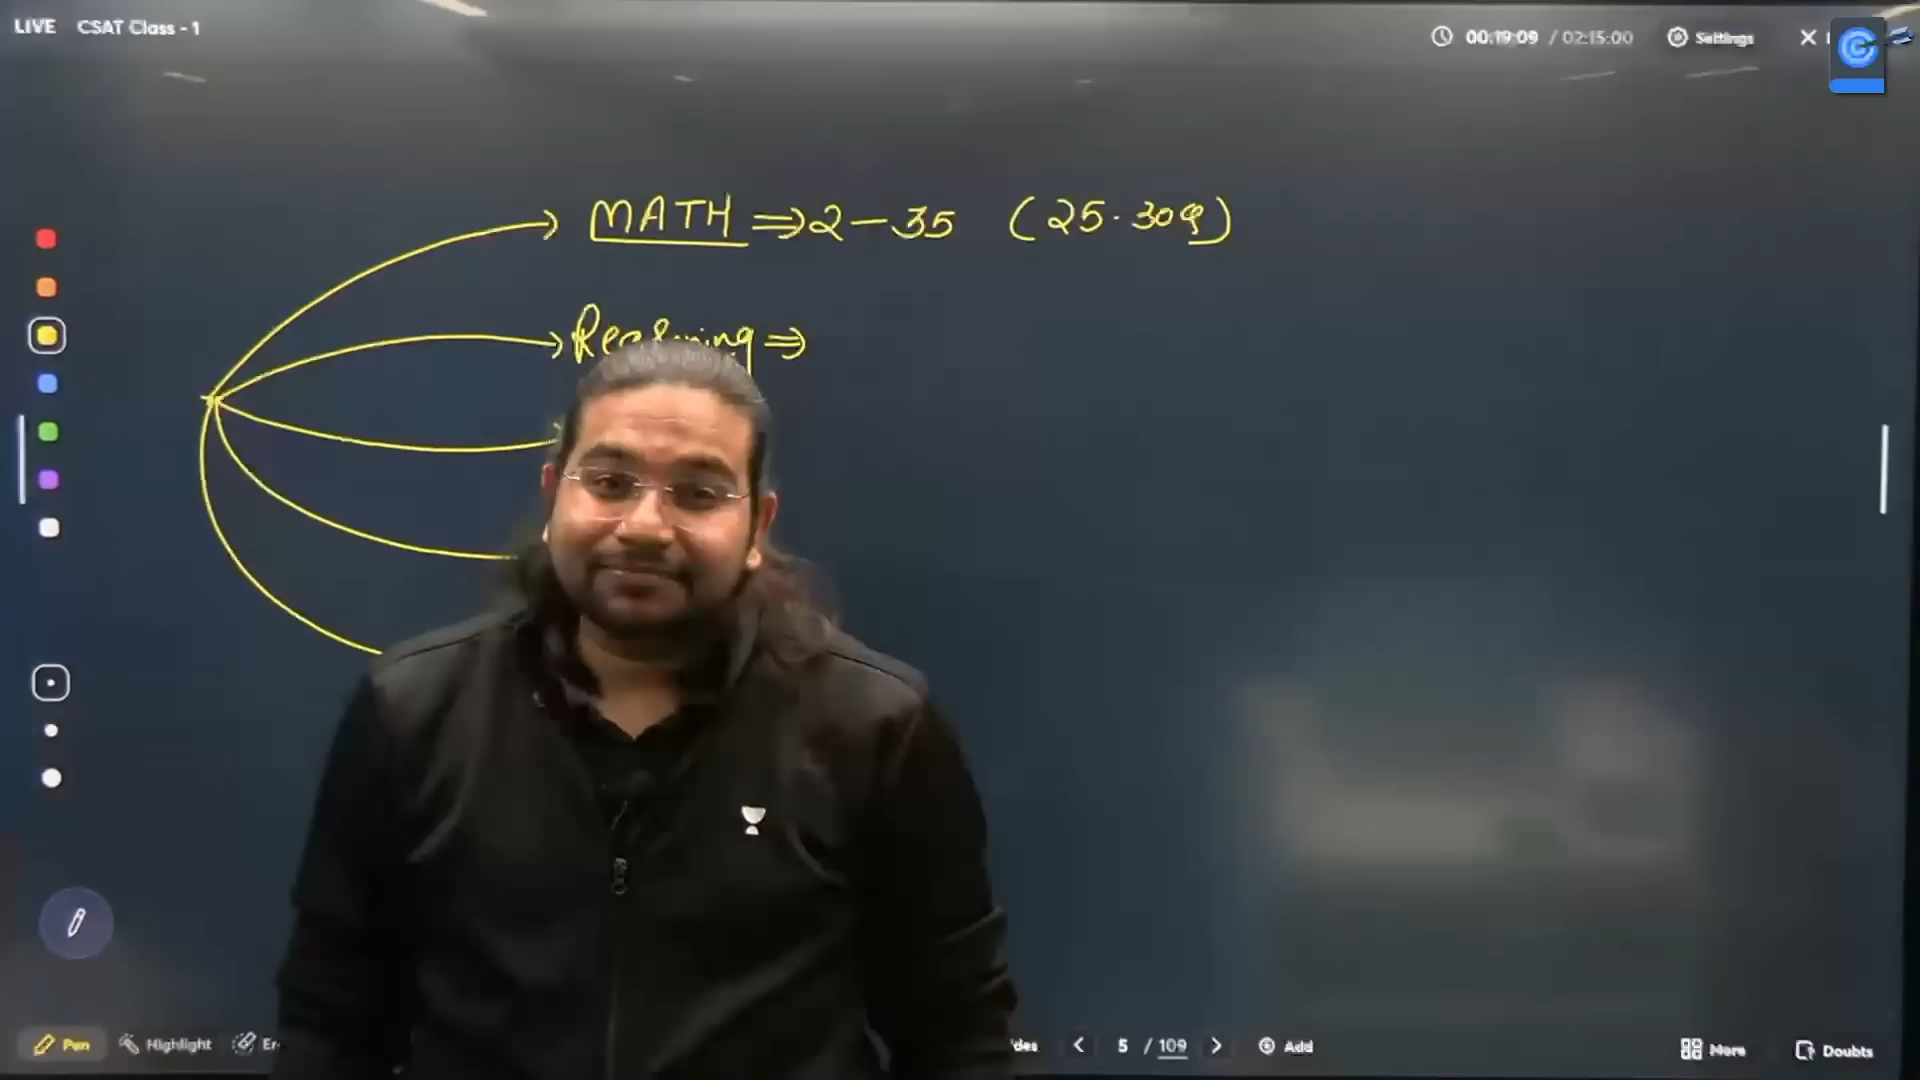 LIVE CSAT Class - 1
00:19:09 / 02:15:00 Settings
MATH ⇒ 2 – 35 (25-30q)
Reasoning ⇒
Pen Highlight 5 / 109 Add More Doubts